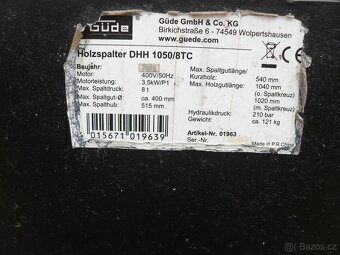 Güde
Güde GmbH & Co. KG
Birkichstraße 6 - 74549 Wolpertshausen
www.guede.com
Holzspalter DHH 1050/8TC
Baujahr:
Motor: 400V/50Hz
Motorleistung: 3,5kW/P1
Max. Spaltdruck: 8 t
Max. Spaltgut-Ø: ca. 400 mm
Max. Spalthub: 515 mm
Max. Spaltgutlänge/
Kurzholz: 540 mm
Max. Holzgutlänge: 1040 mm
(o. Spaltkreuz)
1020 mm
(m. Spaltkreuz)
Hydraulikdruck: 210 bar
Gewicht: ca. 121 kg
Artikel-Nr. 01963
Ser.-Nr.
Made in P.R. China
015671 019639
bazos.cz